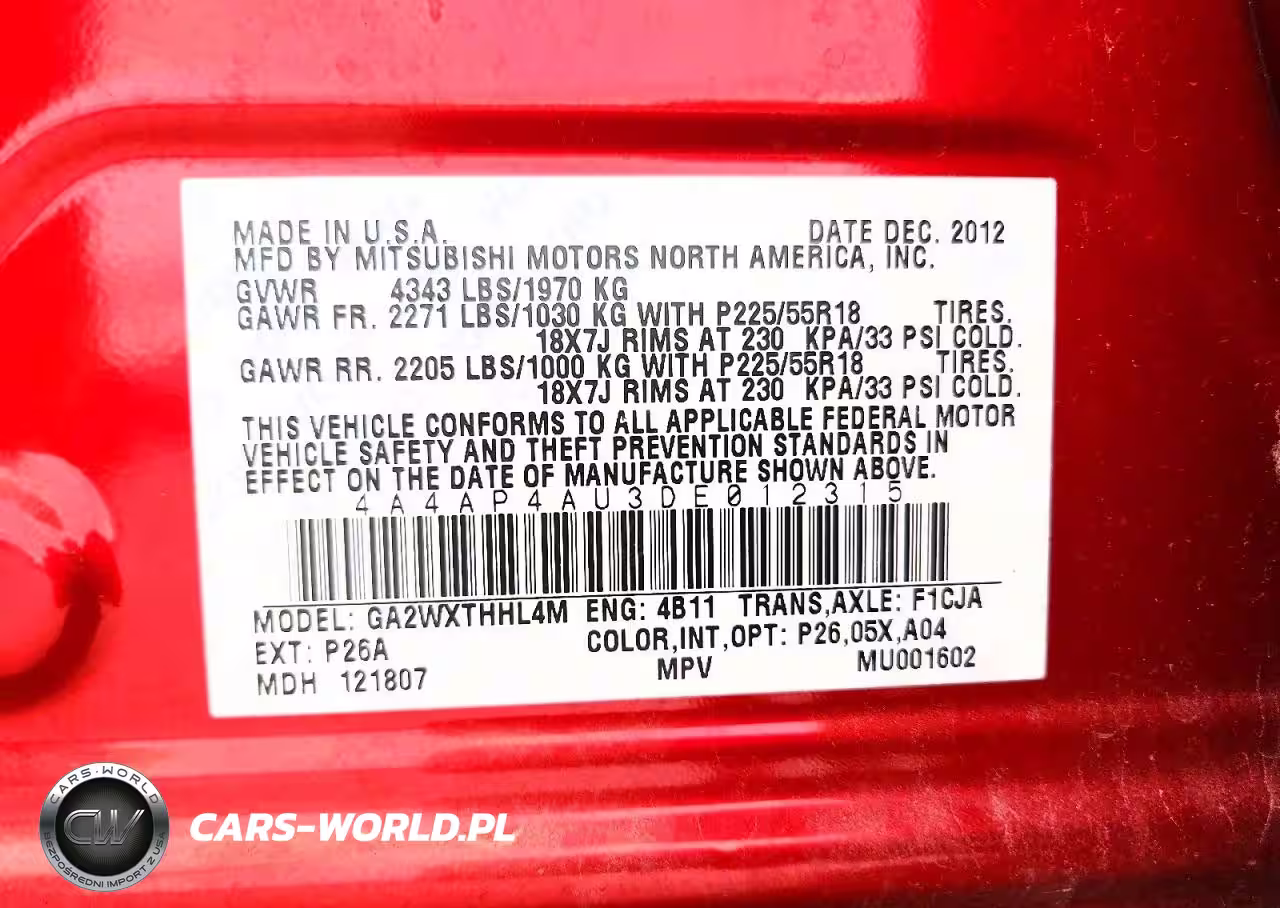 MADE IN U.S.A. DATE DEC. 2012
MFD BY MITSUBISHI MOTORS NORTH AMERICA, INC.
GVWR 4343 LBS/1970 KG
GAWR FR. 2271 LBS/1030 KG WITH P225/55R18 TIRES.
18X7J RIMS AT 230 KPA/33 PSI COLD.
GAWR RR. 2205 LBS/1000 KG WITH P225/55R18 TIRES.
18X7J RIMS AT 230 KPA/33 PSI COLD.
THIS VEHICLE CONFORMS TO ALL APPLICABLE FEDERAL MOTOR
VEHICLE SAFETY AND THEFT PREVENTION STANDARDS IN
EFFECT ON THE DATE OF MANUFACTURE SHOWN ABOVE.
4A4AP4AU3DE012315
MODEL: GA2WXTHHL4M ENG: 4B11 TRANS,AXLE: F1CJA
EXT: P26A COLOR,INT,OPT: P26,05X,A04
MDH 121807 MPV MU001602
CARS-WORLD
CW
BEZPOŚREDNI IMPORT Z USA
CARS-WORLD.PL